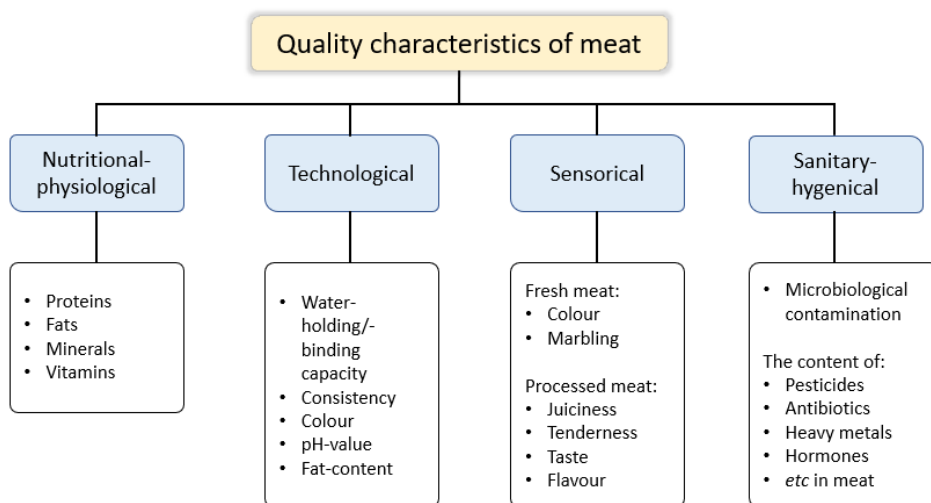 Quality characteristics of meat
Nutritional-
physiological
Technological
Sensorical
Sanitary-
hygenical
• Proteins
• Fats
• Minerals
• Vitamins
• Water-
holding/-
binding
capacity
• Consistency
• Colour
• pH-value
• Fat-content
Fresh meat:
• Colour
• Marbling
Processed meat:
• Juiciness
• Tenderness
• Taste
• Flavour
• Microbiological
contamination
The content of:
• Pesticides
• Antibiotics
• Heavy metals
• Hormones
• etc in meat